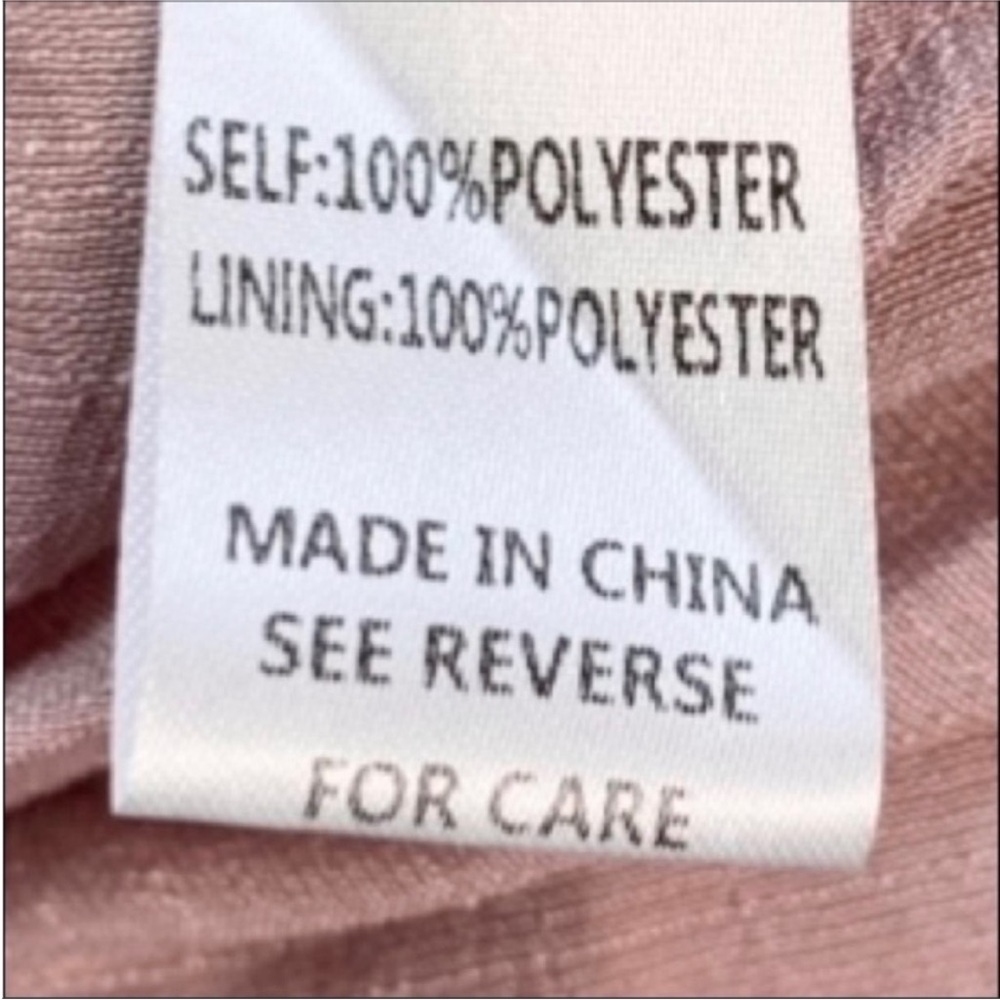 SELF:100%POLYESTER
LINING:100%POLYESTER
MADE IN CHINA
SEE REVERSE
FOR CARE